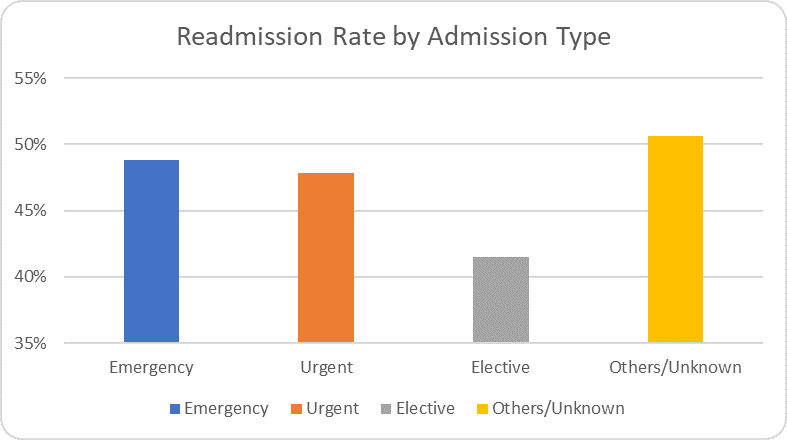 Readmission Rate by Admission Type
55%
50%
45%
40%
35%
Emergency Urgent Elective Others/Unknown
Emergency Urgent Elective Others/Unknown